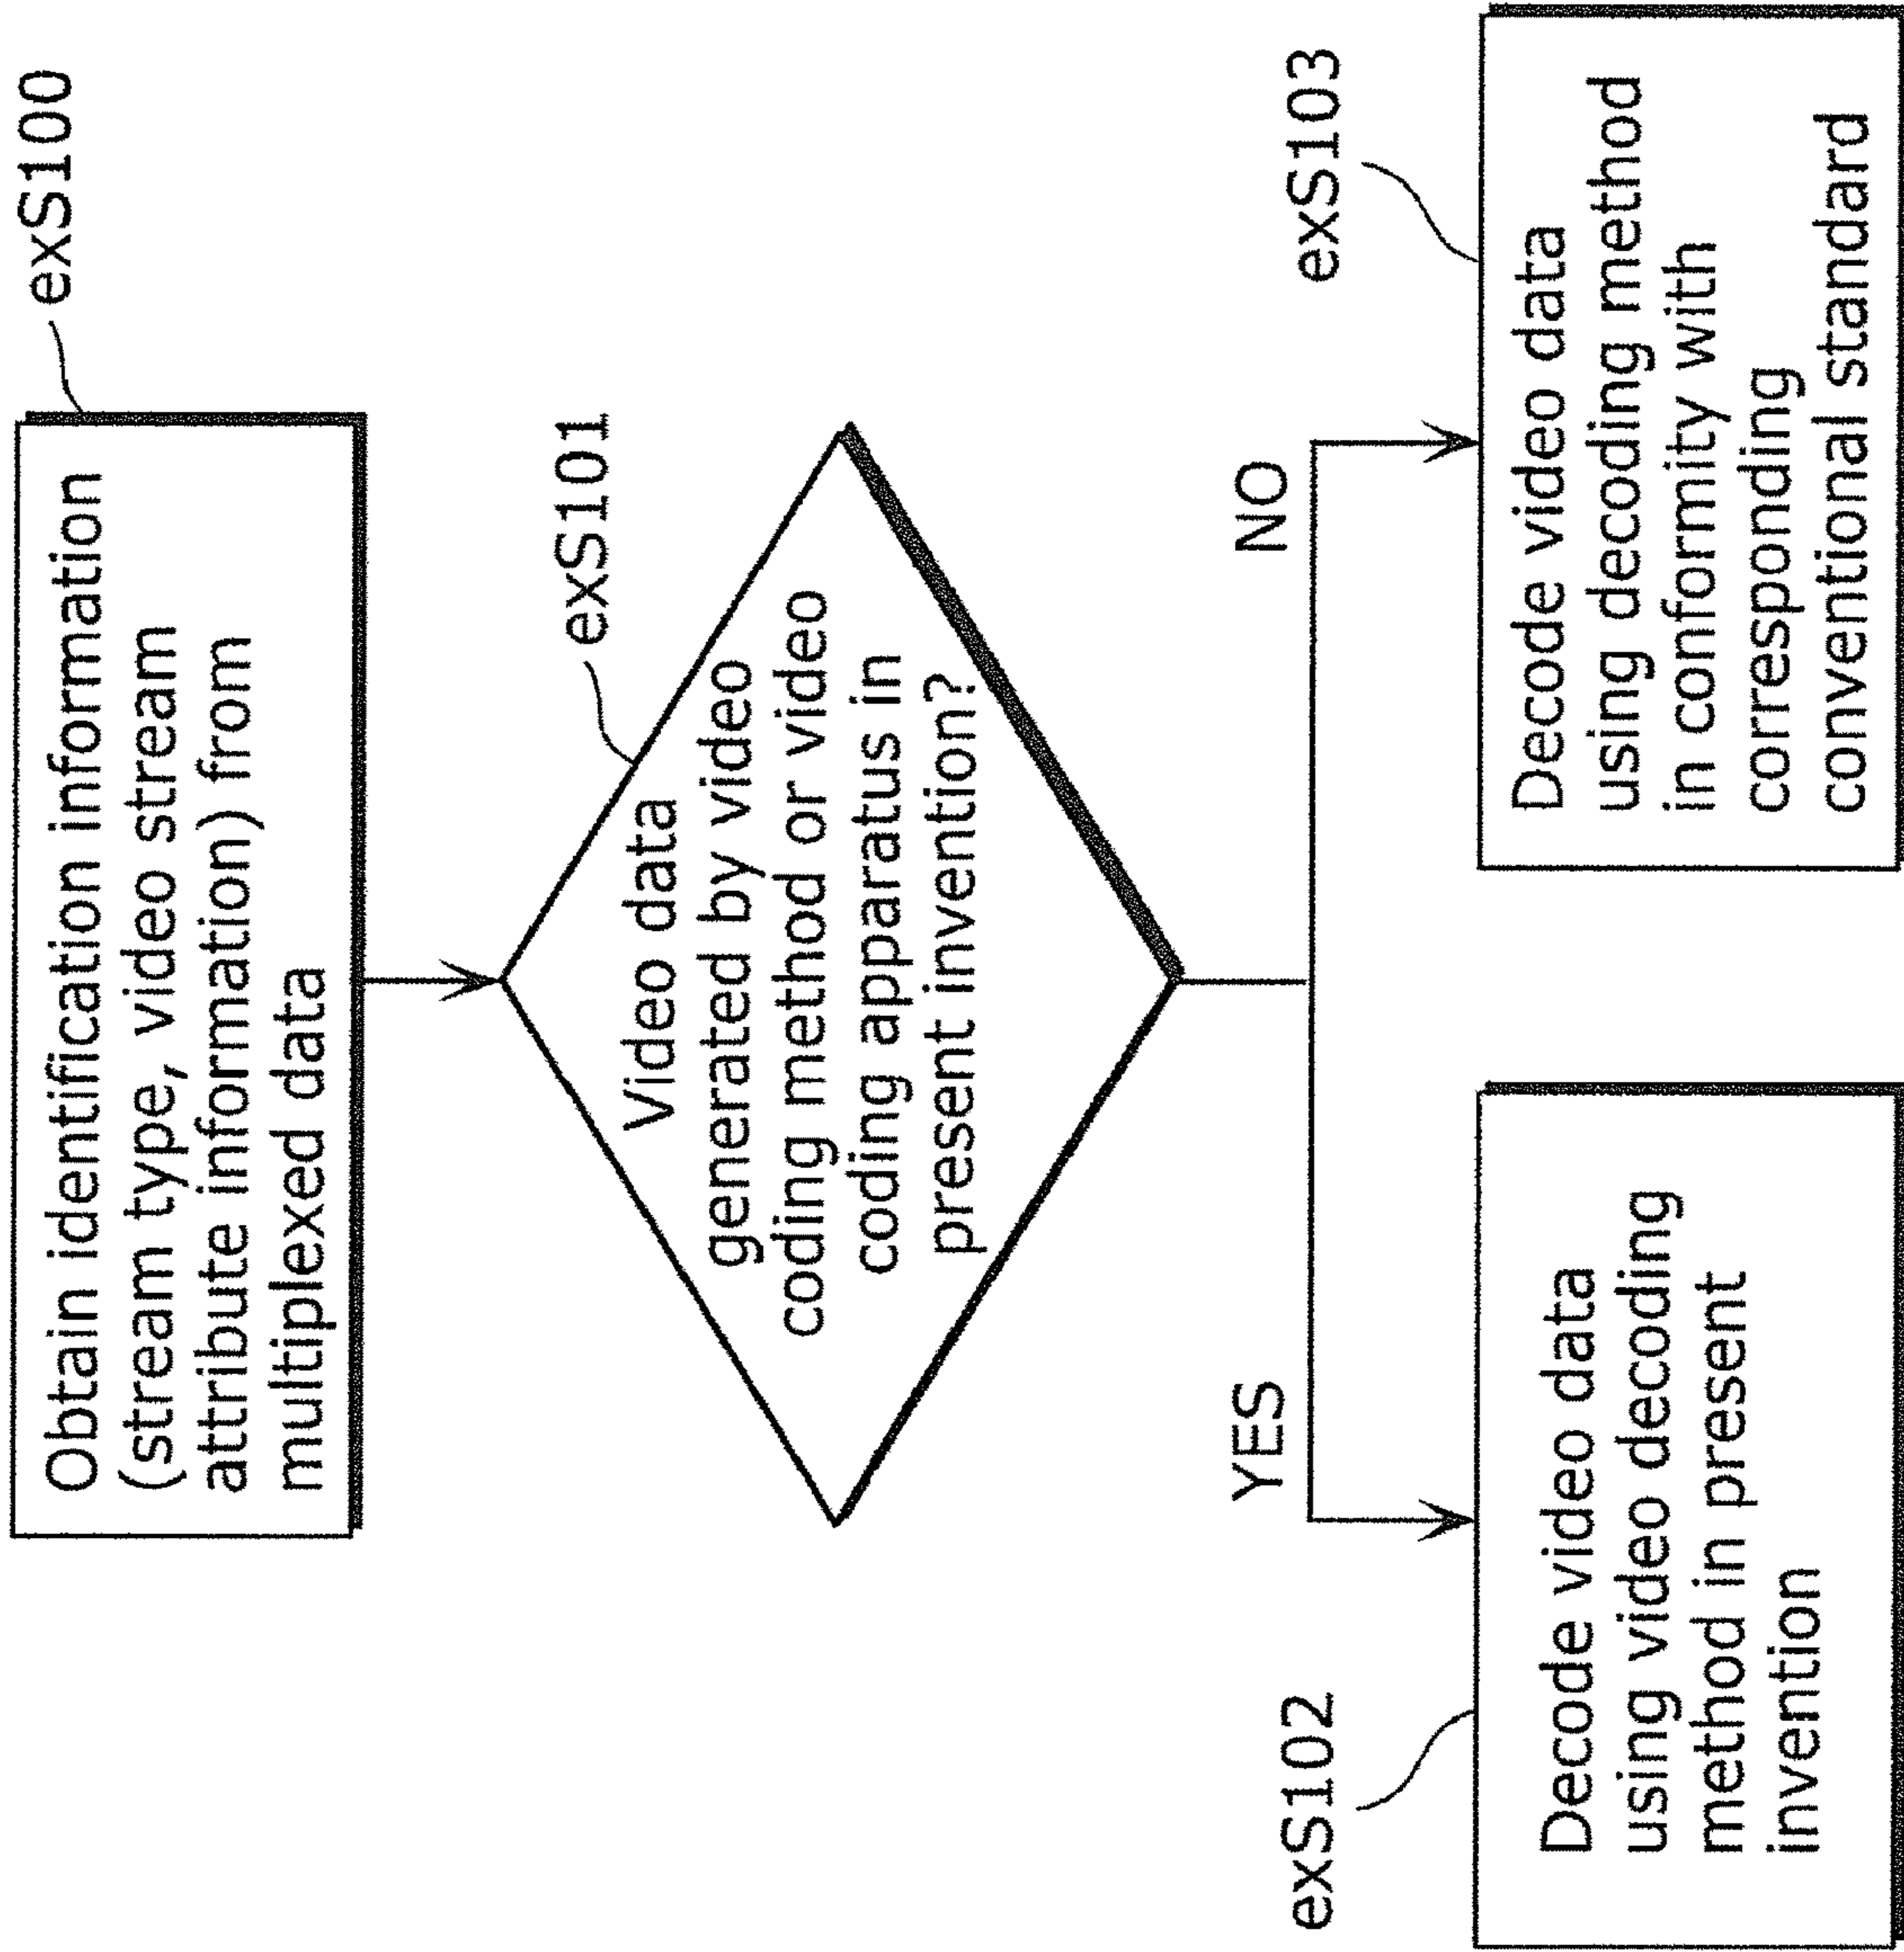 exS100
Obtain identification information
(stream type, video stream
attribute information) from
multiplexed data
exS101
Video data
generated by video
coding method or video
coding apparatus in
present invention?
YES
NO
exS102
Decode video data
using video decoding
method in present
invention
exS103
Decode video data
using decoding method
in conformity with
corresponding
conventional standard